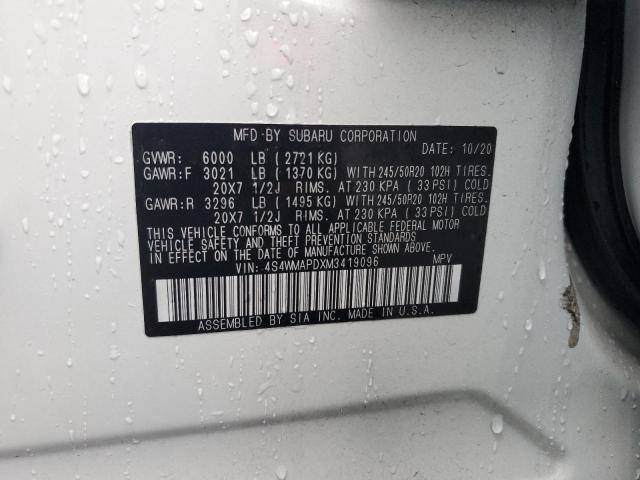 MFD BY SUBARU CORPORATION
DATE: 10/20
GVWR: 6000 LB (2721 KG)
GAWR:F 3021 LB (1370 KG) WITH 245/50R20 102H TIRES.
20X7 1/2J RIMS. AT 230 KPA (33 PSI) COLD
GAWR:R 3296 LB (1495 KG) WITH 245/50R20 102H TIRES.
20X7 1/2J RIMS. AT 230 KPA (33 PSI) COLD
THIS VEHICLE CONFORMS TO ALL APPLICABLE FEDERAL MOTOR
VEHICLE SAFETY AND THEFT PREVENTION STANDARDS
IN EFFECT ON THE DATE OF MANUFACTURE SHOWN ABOVE.
VIN: 4S4WMAPDXM3419096 MPV
ASSEMBLED BY SIA INC. MADE IN U.S.A.